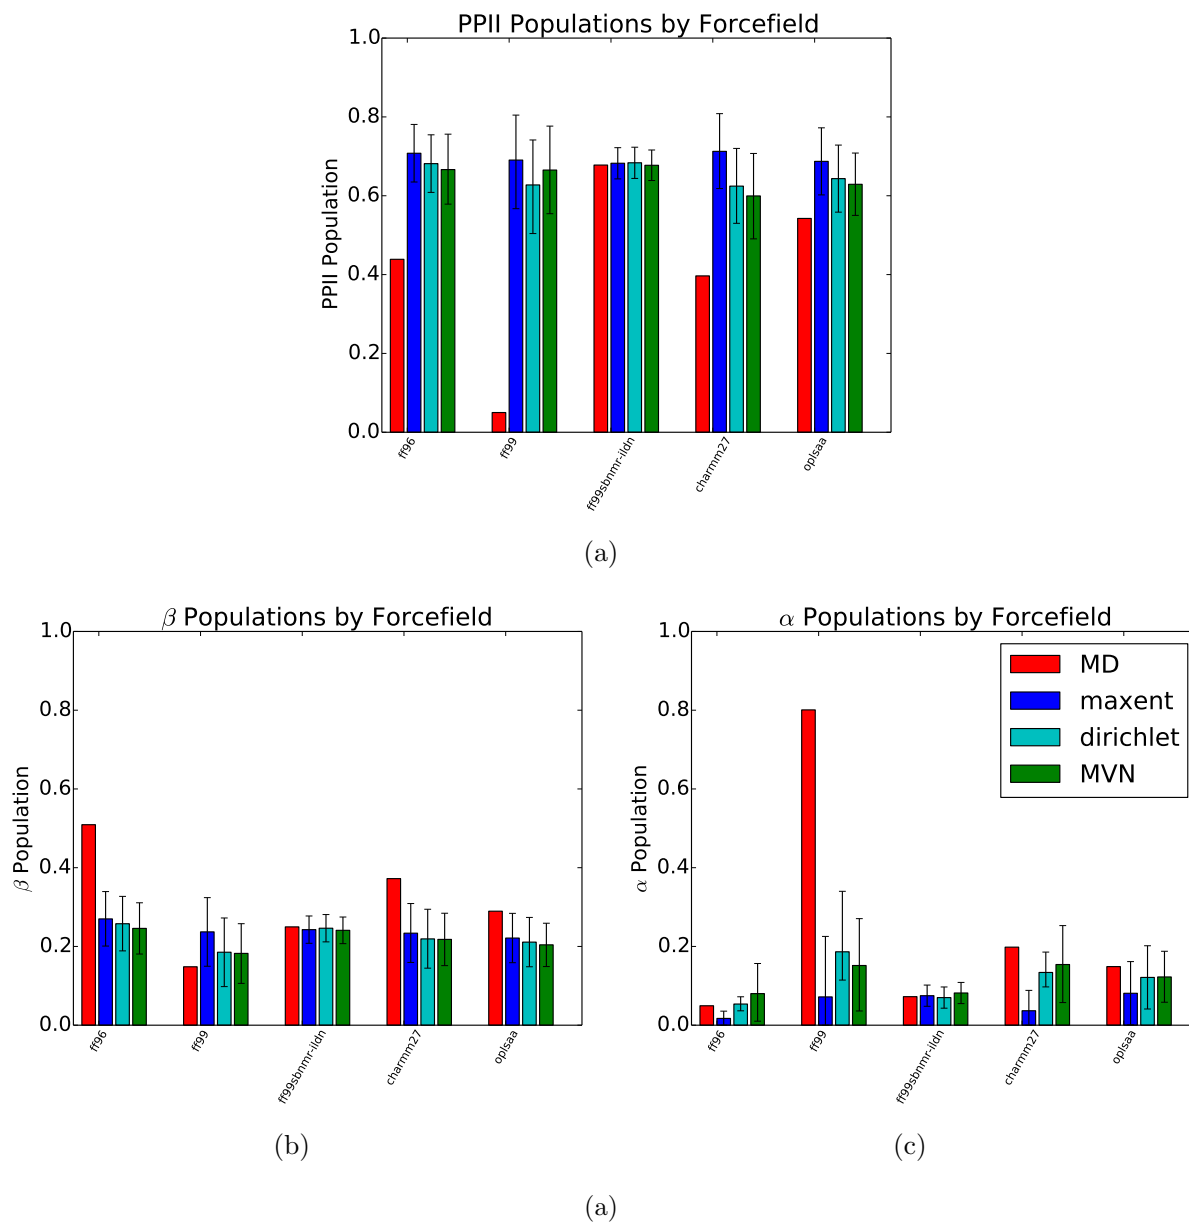 PPII Populations by Forcefield
1.0
0.8
0.6
0.4
0.2
0.0
PPII Population
ff96
ff99
ff99sbnmr-ildn
charmm27
oplsaa
(a)
β Populations by Forcefield
1.0
0.8
0.6
0.4
0.2
0.0
β Population
ff96
ff99
ff99sbnmr-ildn
charmm27
oplsaa
(b)
α Populations by Forcefield
1.0
0.8
0.6
0.4
0.2
0.0
α Population
MD
maxent
dirichlet
MVN
ff96
ff99
ff99sbnmr-ildn
charmm27
oplsaa
(c)
(a)